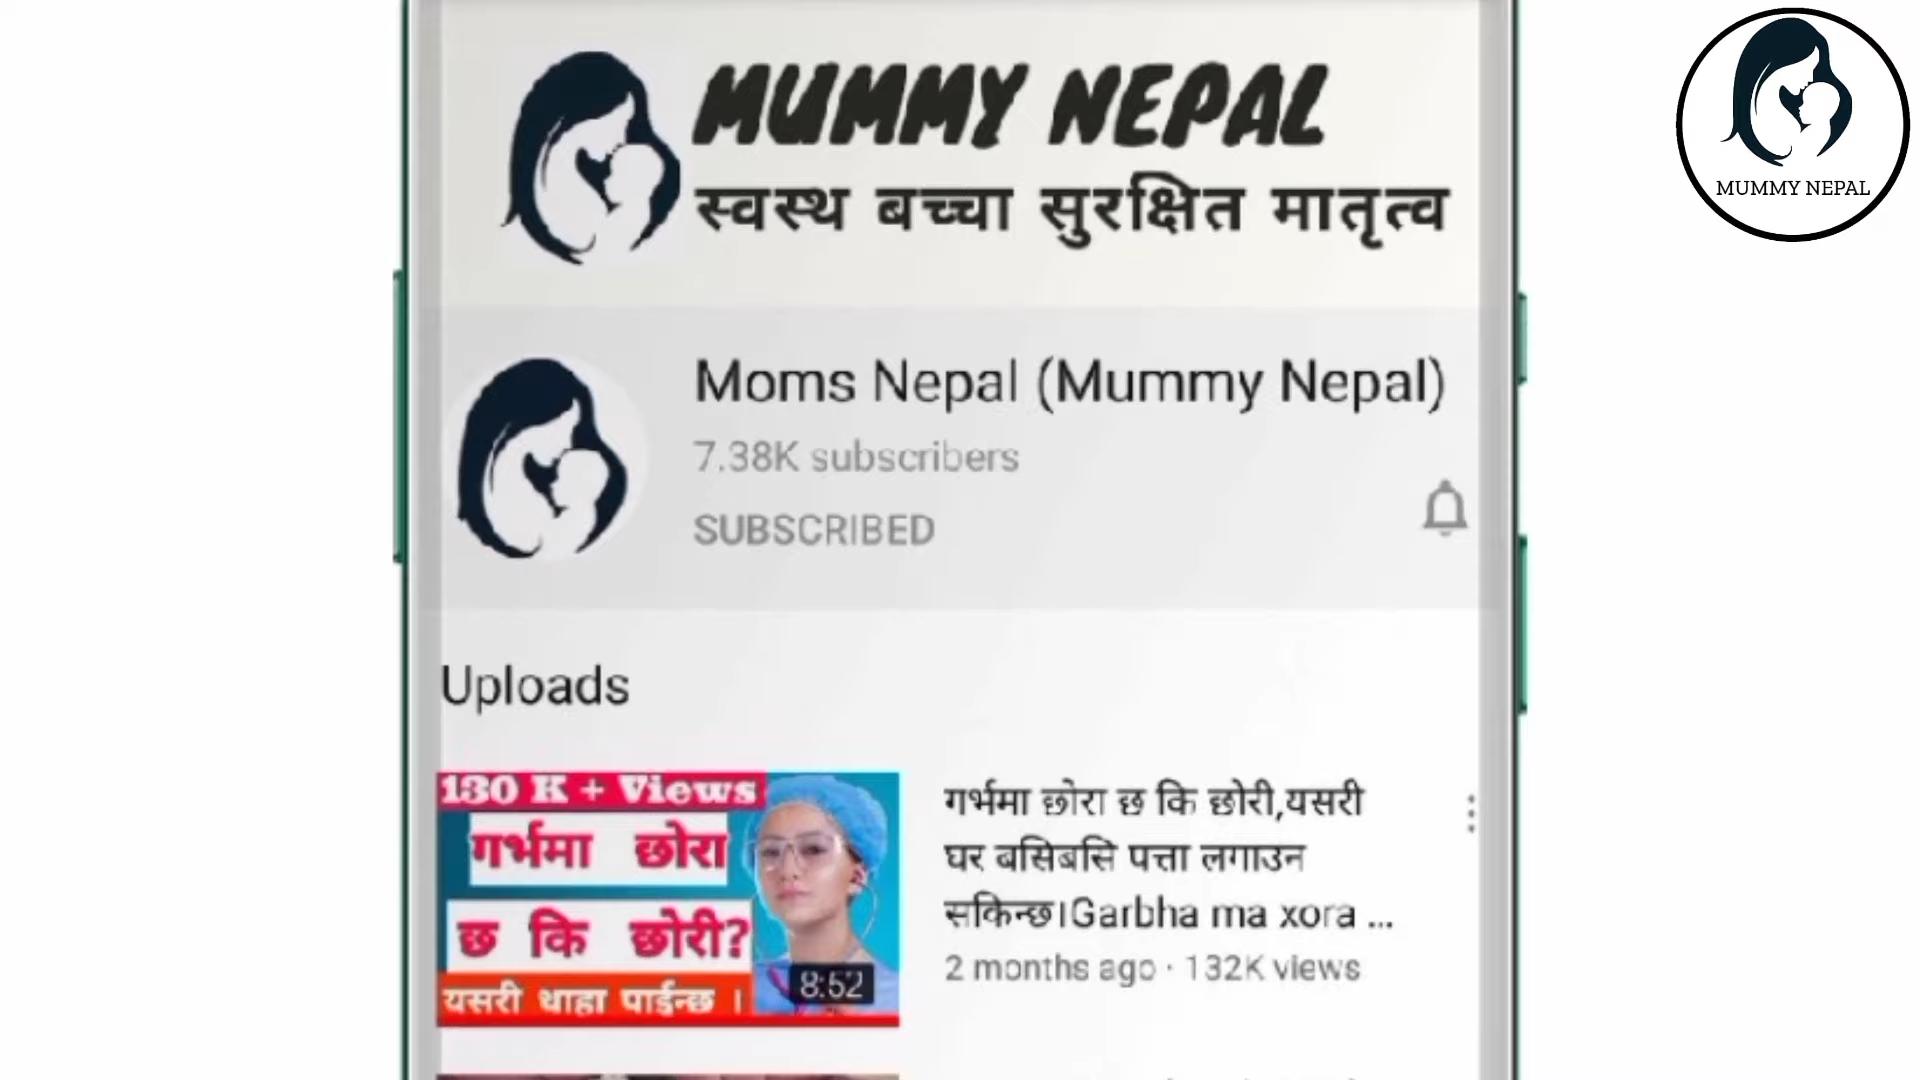 MUMMY NEPAL
स्वस्थ बच्चा सुरक्षित मातृत्व
MUMMY NEPAL
Moms Nepal (Mummy Nepal)
7.38K subscribers
SUBSCRIBED
Uploads
130 K + Views
गर्भमा छोरा
छ कि छोरी?
यसरी थाहा पाईन्छ ।
8:52
गर्भमा छोरा छ कि छोरी,यसरी
घर बसिबसि पत्ता लगाउन
सकिन्छ।Garbha ma xora ...
2 months ago · 132K views